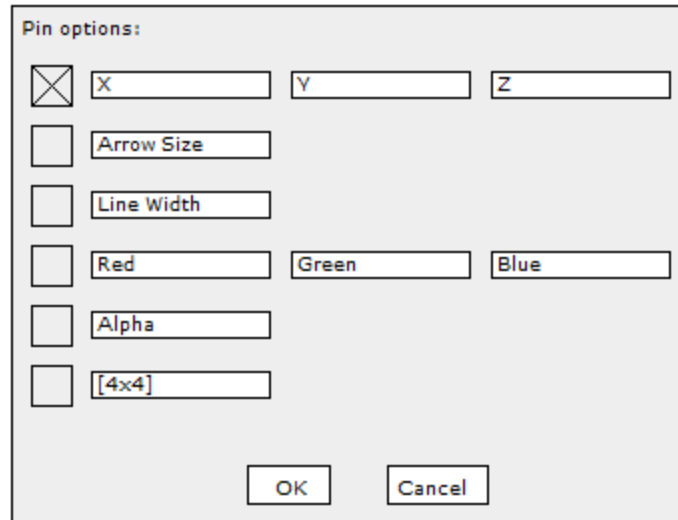 Pin options:
X Y Z
Arrow Size
Line Width
Red Green Blue
Alpha
[4x4]
OK Cancel